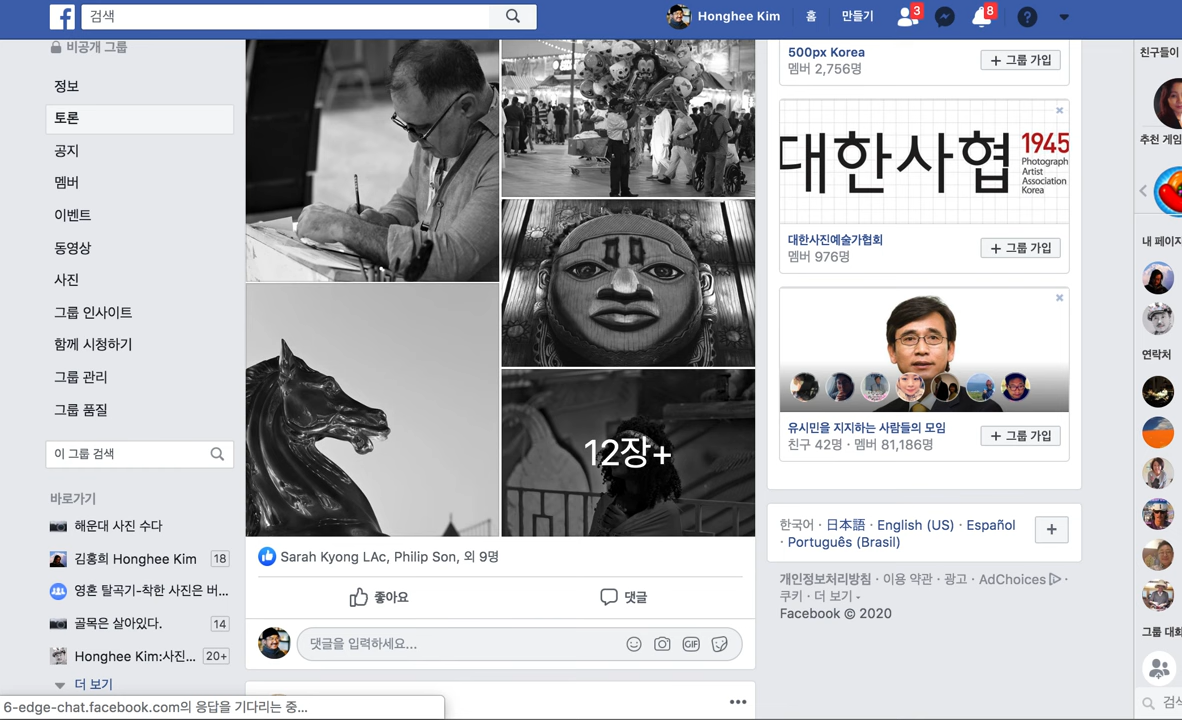 f
검색
Honghee Kim
홈
만들기
3
8
?
비공개 그룹
정보
토론
공지
멤버
이벤트
동영상
사진
그룹 인사이트
함께 시청하기
그룹 관리
그룹 품질
이 그룹 검색
바로가기
해운대 사진 수다
김홍희 Honghee Kim 18
영혼 탈곡기-착한 사진은 버...
골목은 살아있다. 14
Honghee Kim:사진... 20+
더 보기
6-edge-chat.facebook.com의 응답을 기다리는 중...
12장+
Sarah Kyong LAc, Philip Son, 외 9명
좋아요
댓글
댓글을 입력하세요...
GIF
500px Korea
멤버 2,756명
+ 그룹 가입
대한사협
1945
Photograph
Artist
Association
Korea
대한사진예술가협회
멤버 976명
+ 그룹 가입
유시민을 지지하는 사람들의 모임
친구 42명 · 멤버 81,186명
+ 그룹 가입
한국어 · 日本語 · English (US) · Español
· Português (Brasil)
개인정보처리방침 · 이용 약관 · 광고 · AdChoices ·
쿠키 · 더 보기
Facebook © 2020
친구들이
추천 게임
내 페이지
연락처
그룹 대화
검색